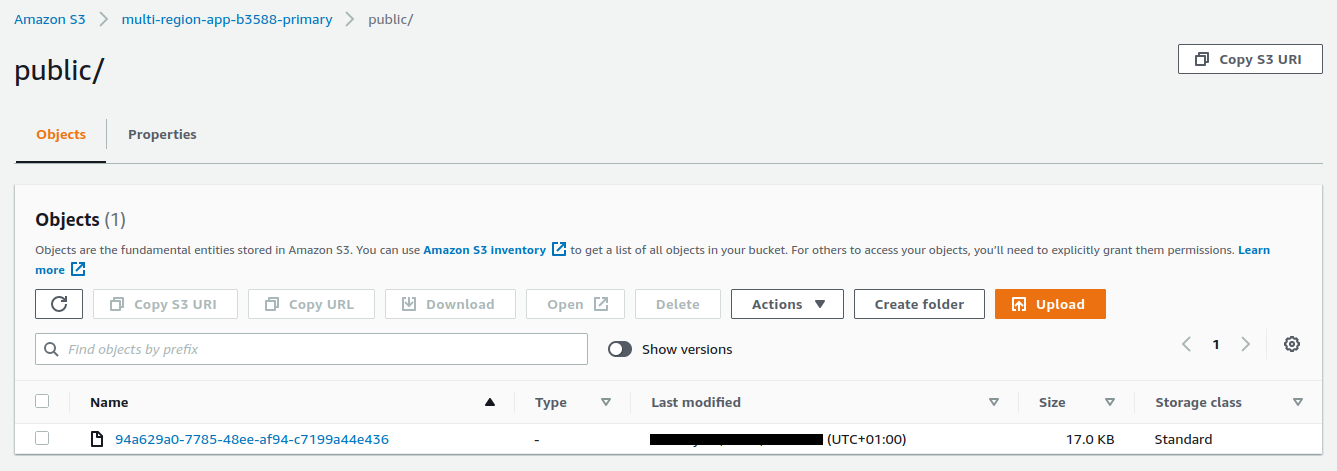 Amazon S3 > multi-region-app-b3588-primary > public/
Copy S3 URI
public/
Objects Properties
Objects (1)
Objects are the fundamental entities stored in Amazon S3. You can use Amazon S3 inventory to get a list of all objects in your bucket. For others to access your objects, you'll need to explicitly grant them permissions. Learn
more
Copy S3 URI Copy URL Download Open Delete Actions Create folder Upload
Find objects by prefix Show versions 1
Name Type Last modified Size Storage class
94a629a0-7785-48ee-af94-c7199a44e436 - (UTC+01:00) 17.0 KB Standard